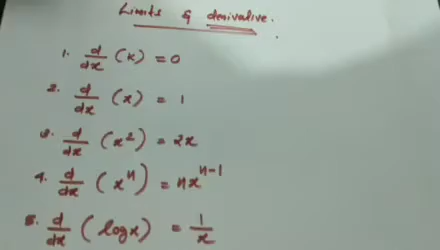 Limits & derivative.
1. d/dx (k) = 0
2. d/dx (x) = 1
3. d/dx (x²) = 2x
4. d/dx (xⁿ) = nxⁿ⁻¹
5. d/dx (log x) = 1/x